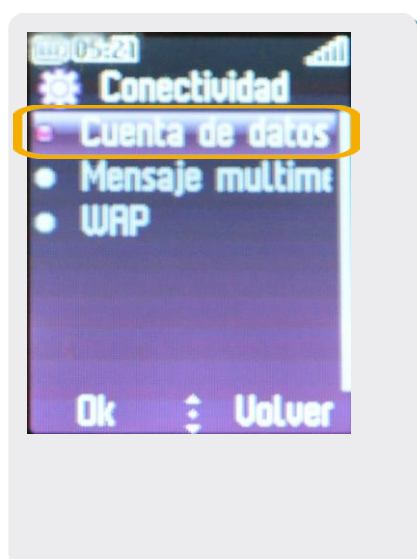 05:21
Conectividad
Cuenta de datos
Mensaje multime
WAP
Ok
Volver